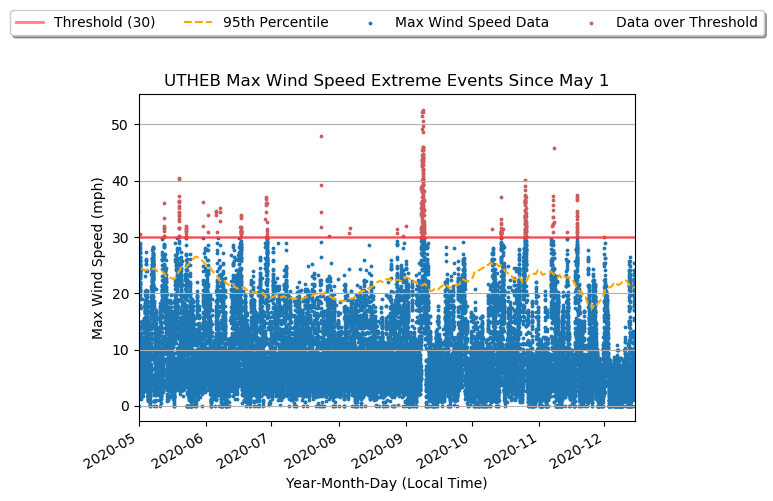 Threshold (30) 95th Percentile Max Wind Speed Data Data over Threshold
UTHEB Max Wind Speed Extreme Events Since May 1
50
40
30
20
10
0
Max Wind Speed (mph)
2020-05 2020-06 2020-07 2020-08 2020-09 2020-10 2020-11 2020-12
Year-Month-Day (Local Time)